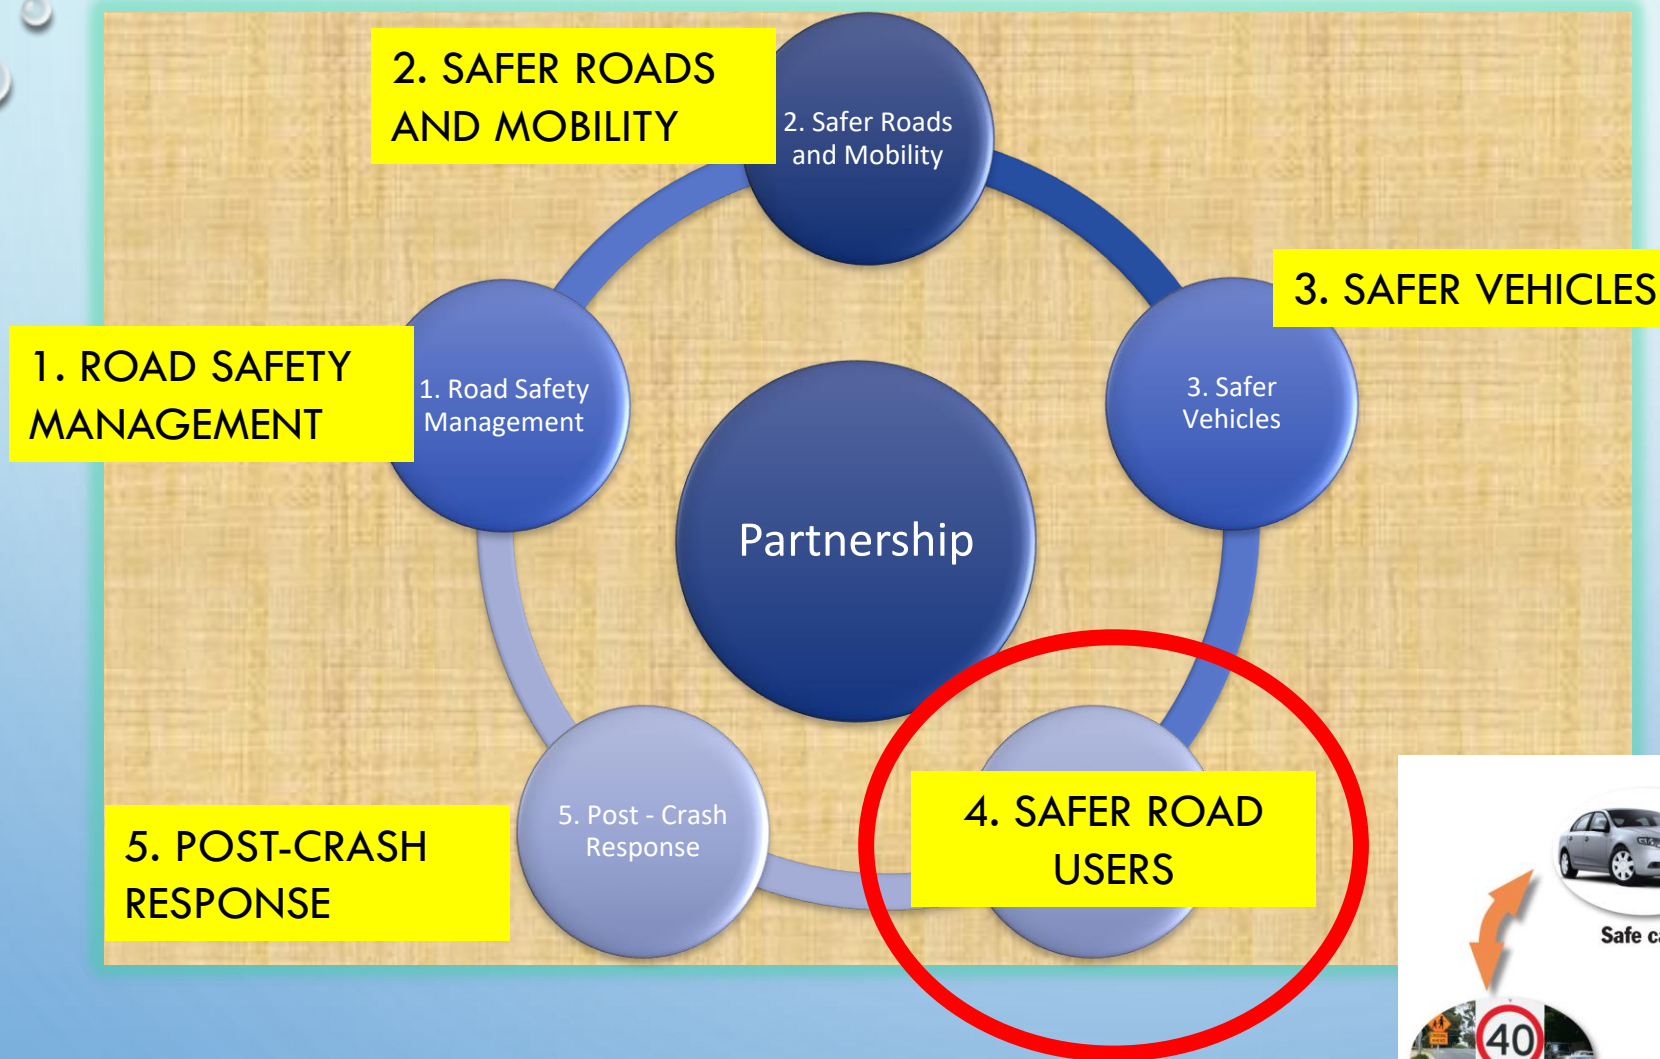 2. SAFER ROADS
AND MOBILITY
2. Safer Roads
and Mobility
3. SAFER VEHICLES
1. ROAD SAFETY
MANAGEMENT
1. Road Safety
Management
3. Safer
Vehicles
Partnership
4. SAFER ROAD
USERS
5. POST-CRASH
RESPONSE
5. Post - Crash
Response
Safe
40